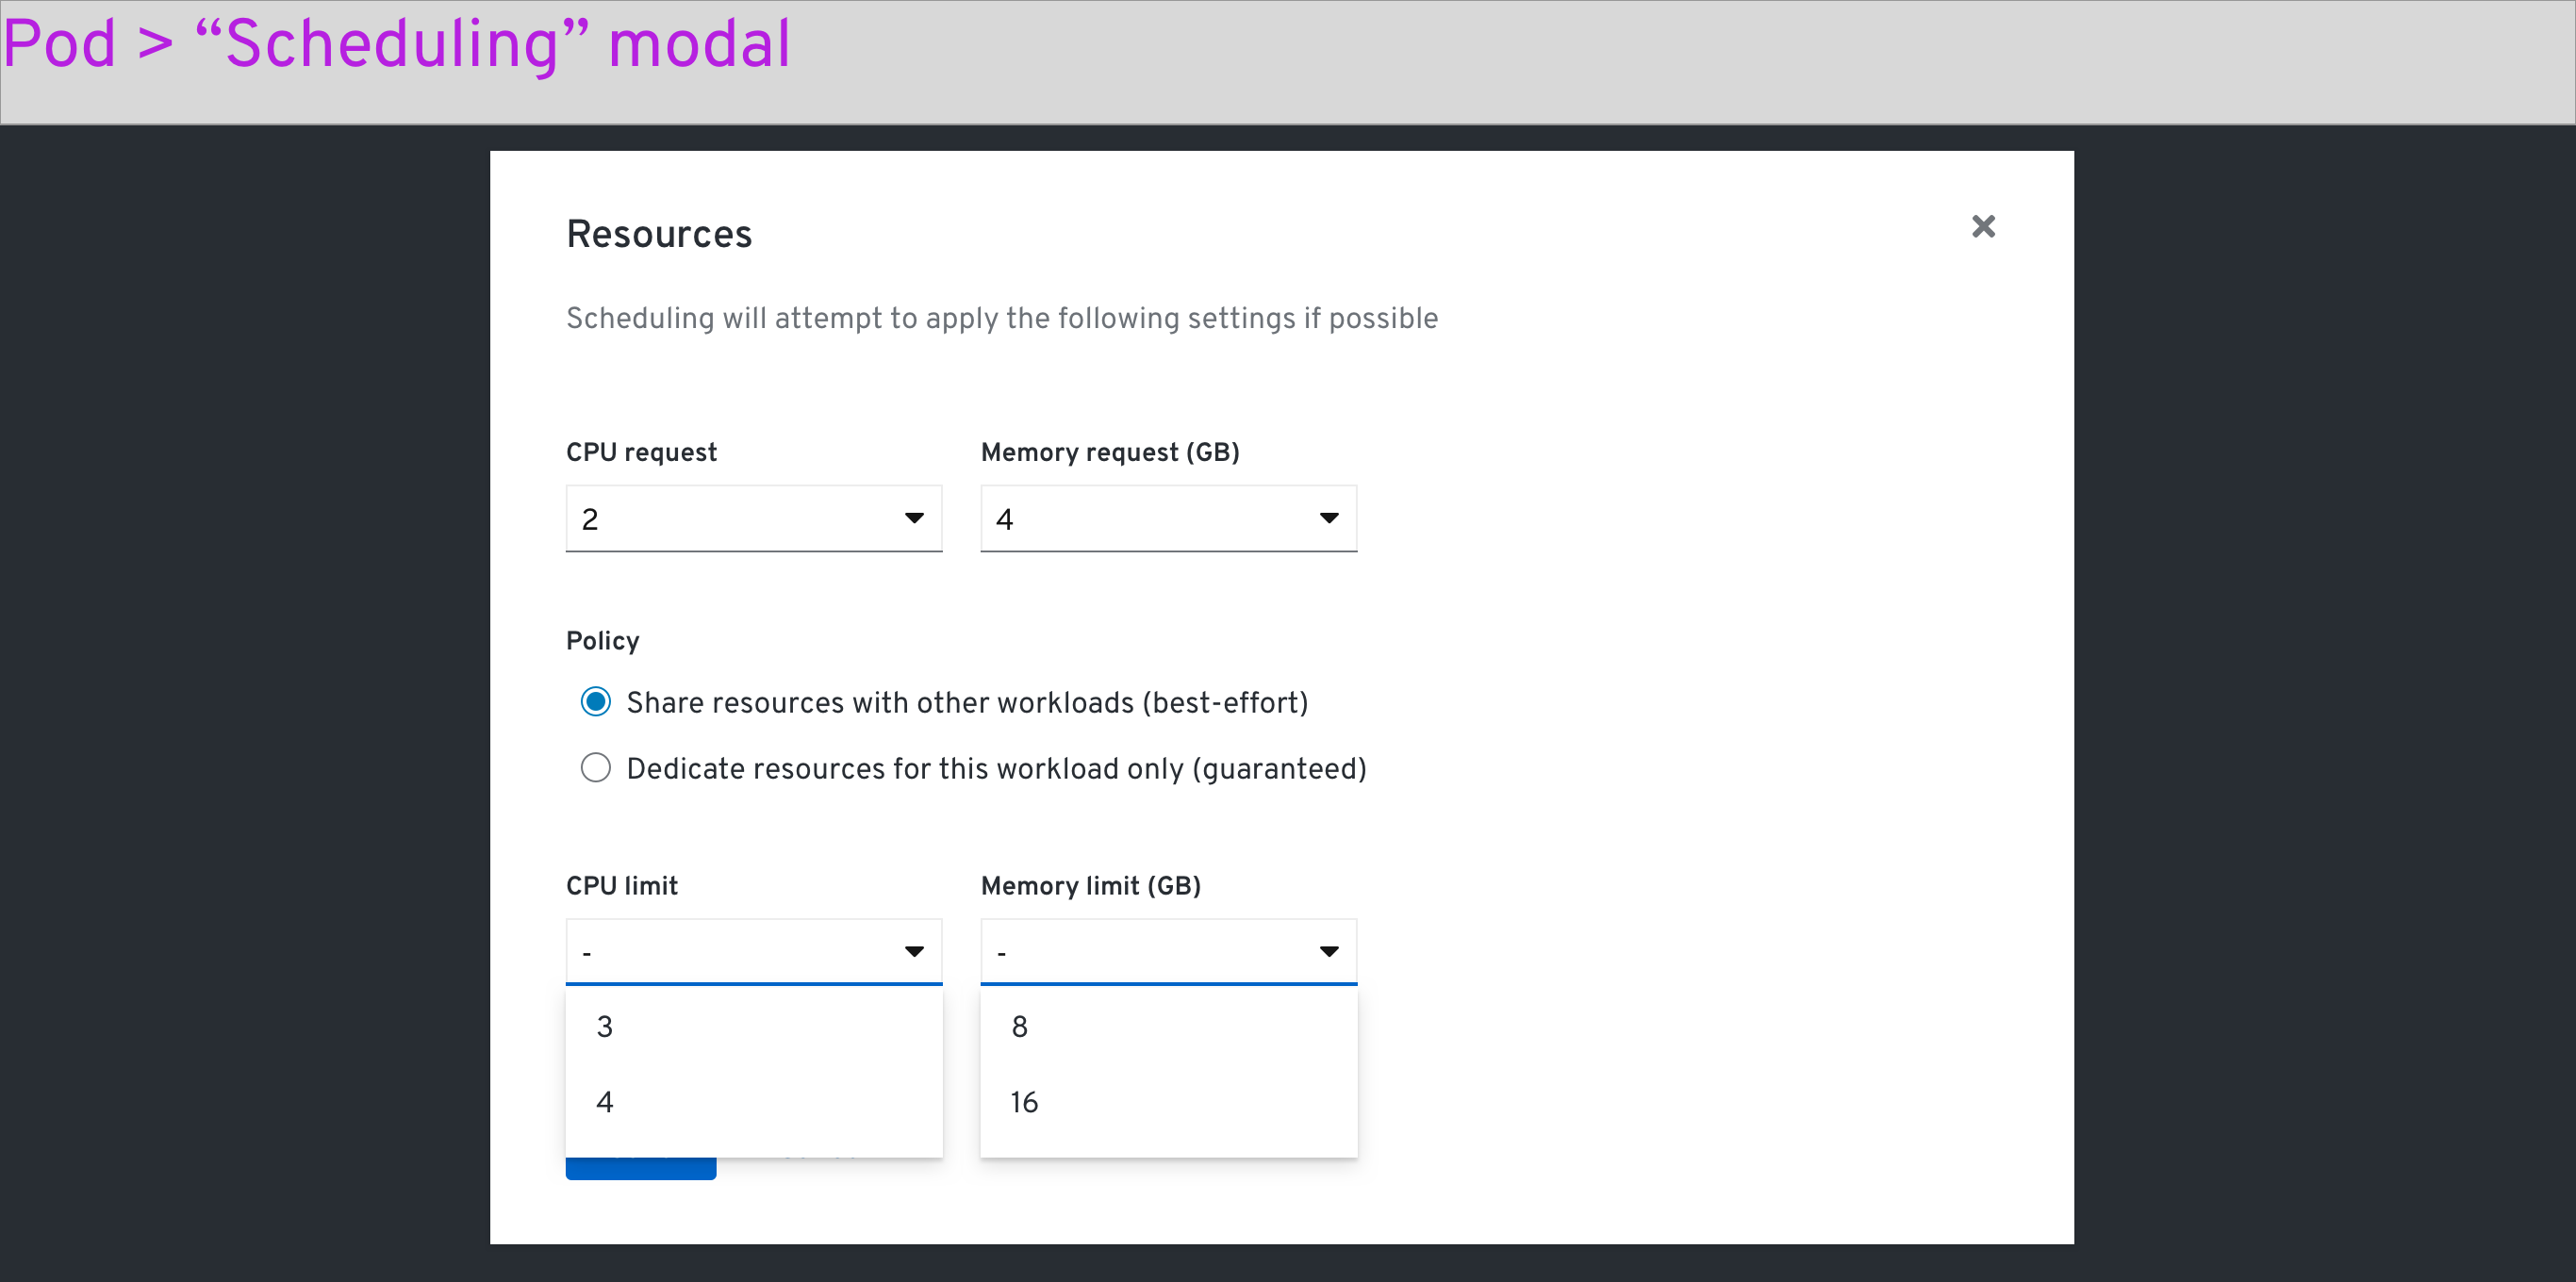 Pod > “Scheduling” modal
Resources
Scheduling will attempt to apply the following settings if possible
CPU request
Memory request (GB)
2
4
Policy
Share resources with other workloads (best-effort)
Dedicate resources for this workload only (guaranteed)
CPU limit
Memory limit (GB)
-
-
3
8
4
16